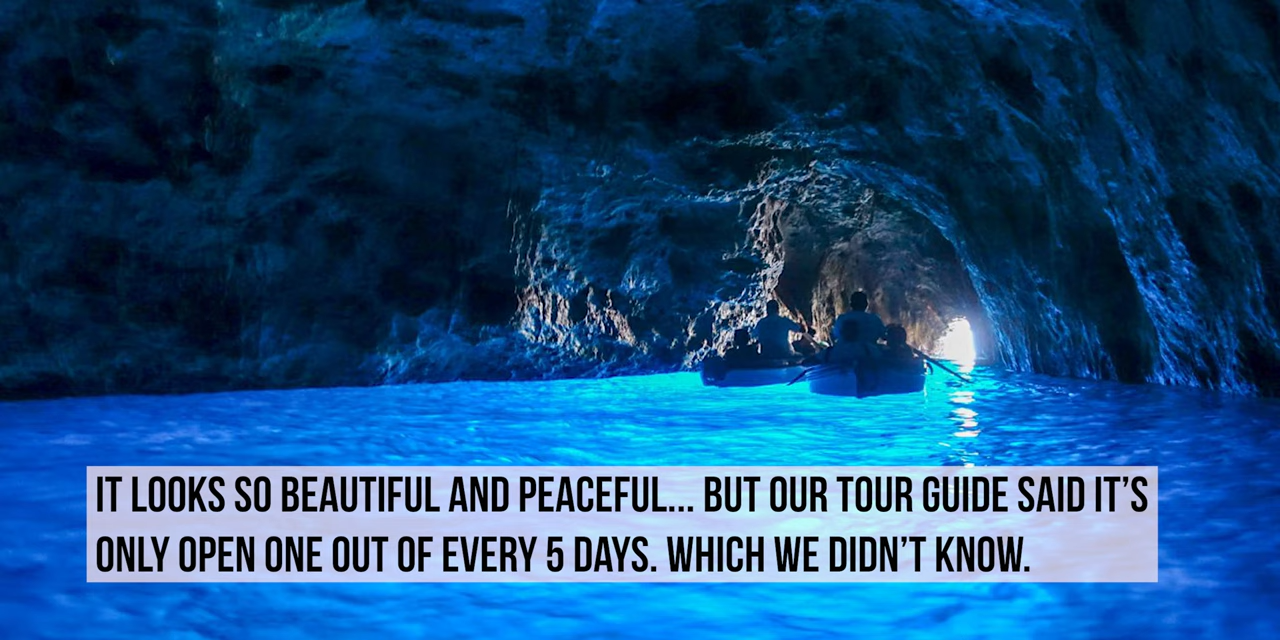 IT LOOKS SO BEAUTIFUL AND PEACEFUL... BUT OUR TOUR GUIDE SAID IT’S
ONLY OPEN ONE OUT OF EVERY 5 DAYS. WHICH WE DIDN’T KNOW.